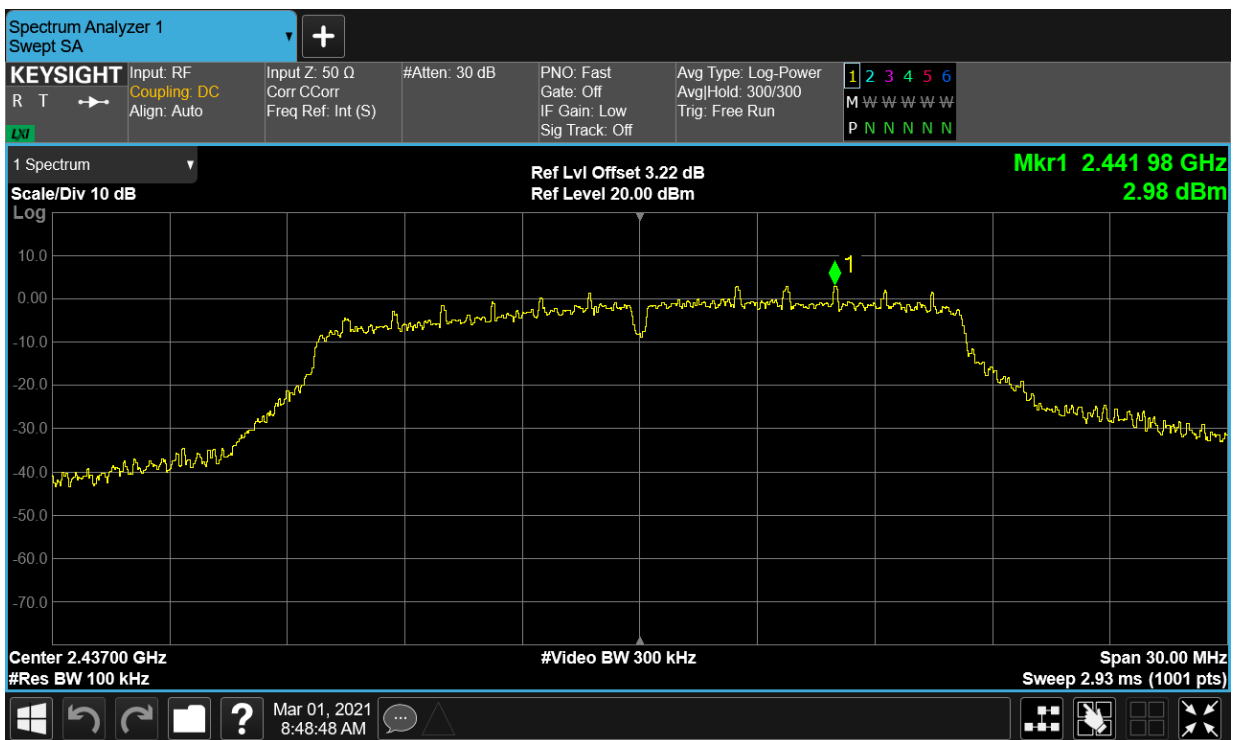 Spectrum Analyzer 1
Swept SA
+
KEYSIGHT
R T
LXI
Input: RF
Coupling: DC
Align: Auto
Input Z: 50 Ω
Corr CCorr
Freq Ref: Int (S)
#Atten: 30 dB
PNO: Fast
Gate: Off
IF Gain: Low
Sig Track: Off
Avg Type: Log-Power
Avg|Hold: 300/300
Trig: Free Run
1 2 3 4 5 6
M W W W W W
P N N N N N
1 Spectrum
Scale/Div 10 dB
Ref Lvl Offset 3.22 dB
Ref Level 20.00 dBm
Mkr1 2.441 98 GHz
2.98 dBm
Log
1
10.0
0.00
-10.0
-20.0
-30.0
-40.0
-50.0
-60.0
-70.0
Center 2.43700 GHz
#Video BW 300 kHz
Span 30.00 MHz
#Res BW 100 kHz
Sweep 2.93 ms (1001 pts)
?
Mar 01, 2021
8:48:48 AM